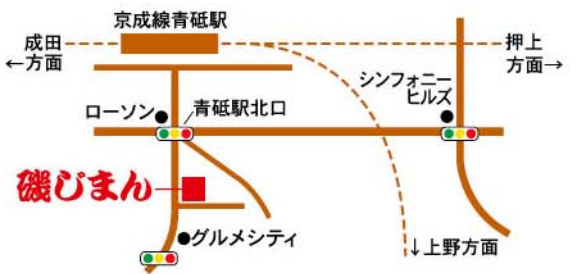 京成線青砥駅
成田
←方面
押上
方面→
シンフォニー
ヒルズ
ローソン
青砥駅北口
磯じまん
グルメシティ
↓上野方面